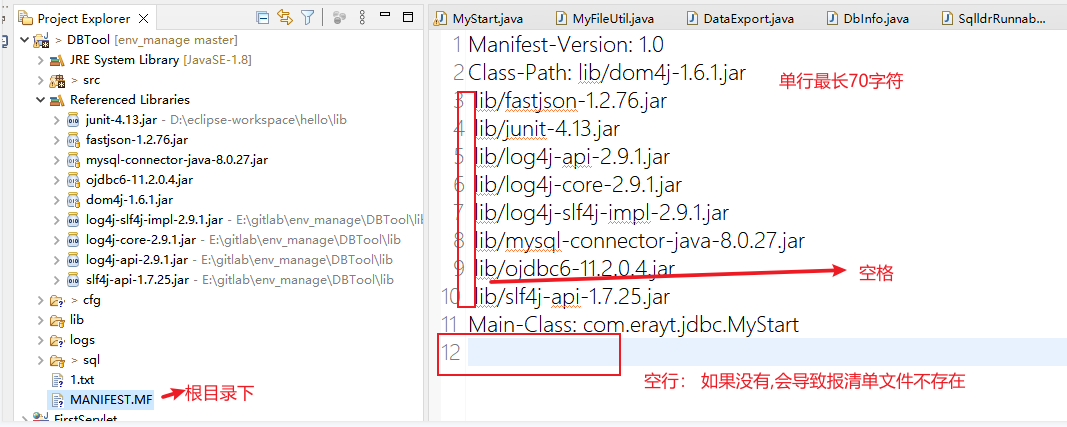 Project Explorer
DBTool [env_manage master]
JRE System Library [JavaSE-1.8]
src
Referenced Libraries
junit-4.13.jar - D:\eclipse-workspace\hello\lib
fastjson-1.2.76.jar
mysql-connector-java-8.0.27.jar
ojdbc6-11.2.0.4.jar
dom4j-1.6.1.jar
log4j-slf4j-impl-2.9.1.jar - E:\gitlab\env_manage\DBTool\lib
log4j-core-2.9.1.jar - E:\gitlab\env_manage\DBTool\lib
log4j-api-2.9.1.jar - E:\gitlab\env_manage\DBTool\lib
slf4j-api-1.7.25.jar - E:\gitlab\env_manage\DBTool\lib
> cfg
lib
logs
> sql
1.txt
MANIFEST.MF
根目录下
FirstServlet
MyStart.java MyFileUtil.java DataExport.java DbInfo.java SqlldrRunnab...
1 Manifest-Version: 1.0
2 Class-Path: lib/dom4j-1.6.1.jar
单行最长70字符
3 lib/fastjson-1.2.76.jar
4 lib/junit-4.13.jar
5 lib/log4j-api-2.9.1.jar
6 lib/log4j-core-2.9.1.jar
7 lib/log4j-slf4j-impl-2.9.1.jar
8 lib/mysql-connector-java-8.0.27.jar
9 lib/ojdbc6-11.2.0.4.jar
空格
10 lib/slf4j-api-1.7.25.jar
11 Main-Class: com.erayt.jdbc.MyStart
12
空行： 如果没有,会导致报清单文件不存在